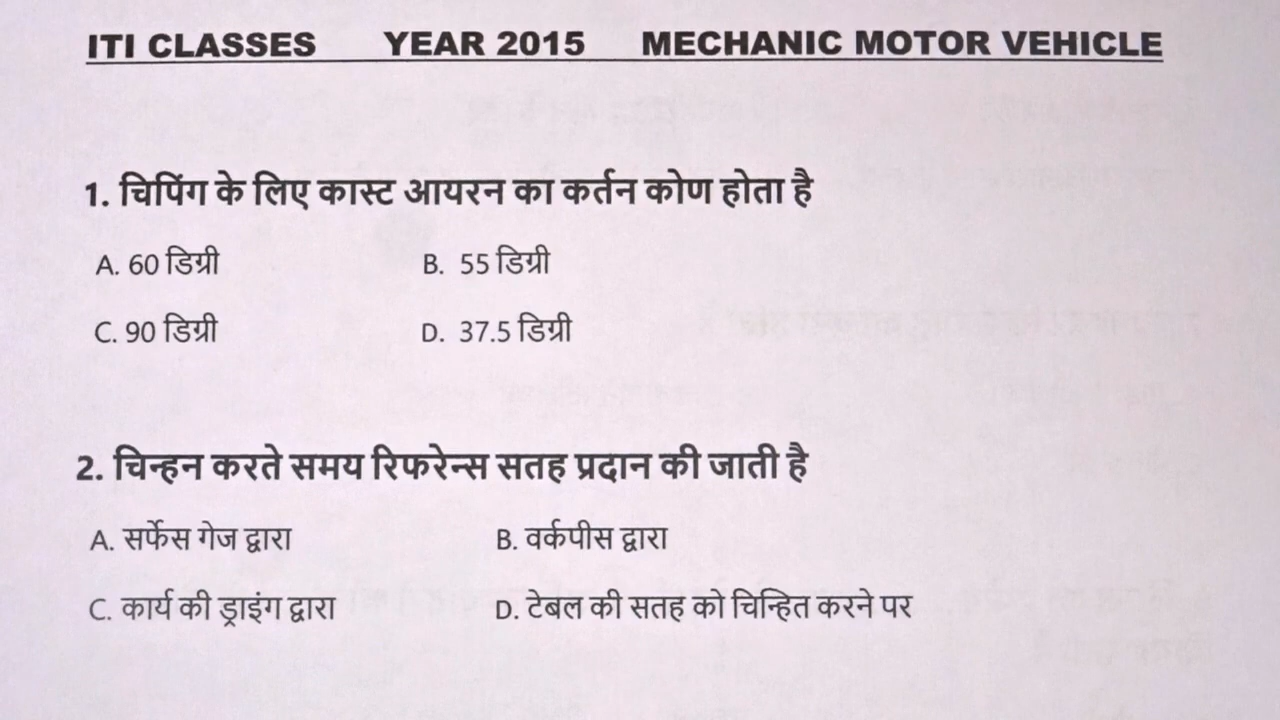 ITI CLASSES YEAR 2015 MECHANIC MOTOR VEHICLE
1. चिपिंग के लिए कास्ट आयरन का कर्तन कोण होता है
A. 60 डिग्री B. 55 डिग्री
C. 90 डिग्री D. 37.5 डिग्री
2. चिन्हन करते समय रिफरेन्स सतह प्रदान की जाती है
A. सर्फेस गेज द्वारा B. वर्कपीस द्वारा
C. कार्य की ड्राइंग द्वारा D. टेबल की सतह को चिन्हित करने पर